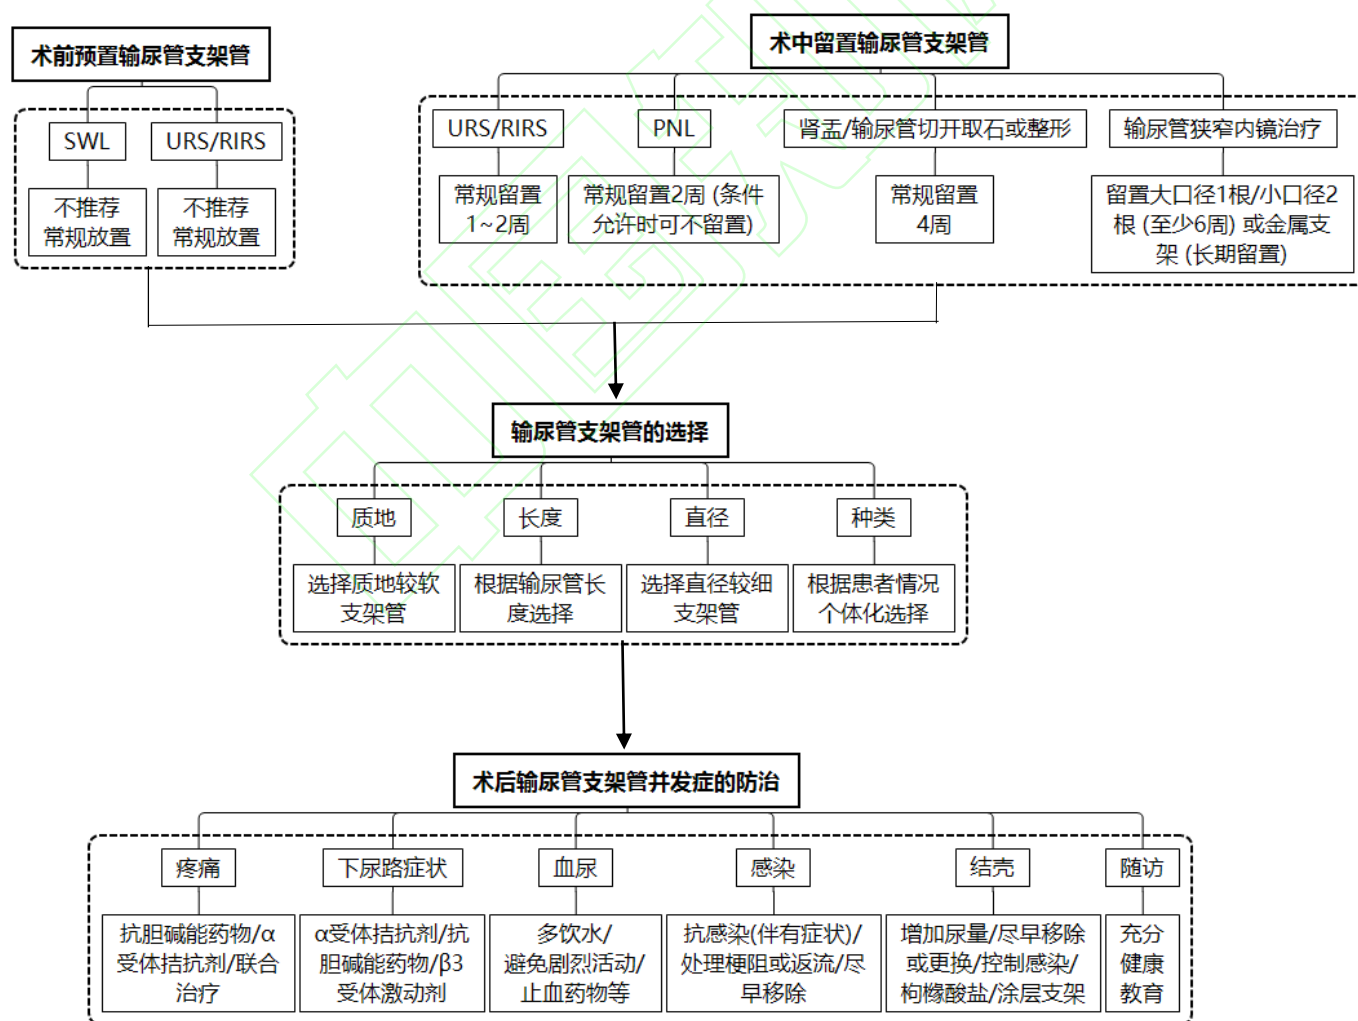 术前预置输尿管支架管
SWL
URS/RIRS
不推荐
常规放置
不推荐
常规放置
术中留置输尿管支架管
URS/RIRS
PNL
肾盂/输尿管切开取石或整形
输尿管狭窄内镜治疗
常规留置
1~2周
常规留置2周 (条件
允许时可不留置)
常规留置
4周
留置大口径1根/小口径2
根 (至少6周) 或金属支
架 (长期留置)
输尿管支架管的选择
质地
长度
直径
种类
选择质地较软
支架管
根据输尿管长
度选择
选择直径较细
支架管
根据患者情况
个体化选择
术后输尿管支架管并发症的防治
疼痛
下尿路症状
血尿
感染
结壳
随访
抗胆碱能药物/α
受体拮抗剂/联合
治疗
α受体拮抗剂/抗
胆碱能药物/β3
受体激动剂
多饮水/
避免剧烈活动/
止血药物等
抗感染(伴有症状)/
处理梗阻或返流/尽
早移除
增加尿量/尽早移除
或更换/控制感染/
枸橼酸盐/涂层支架
充分
健康
教育